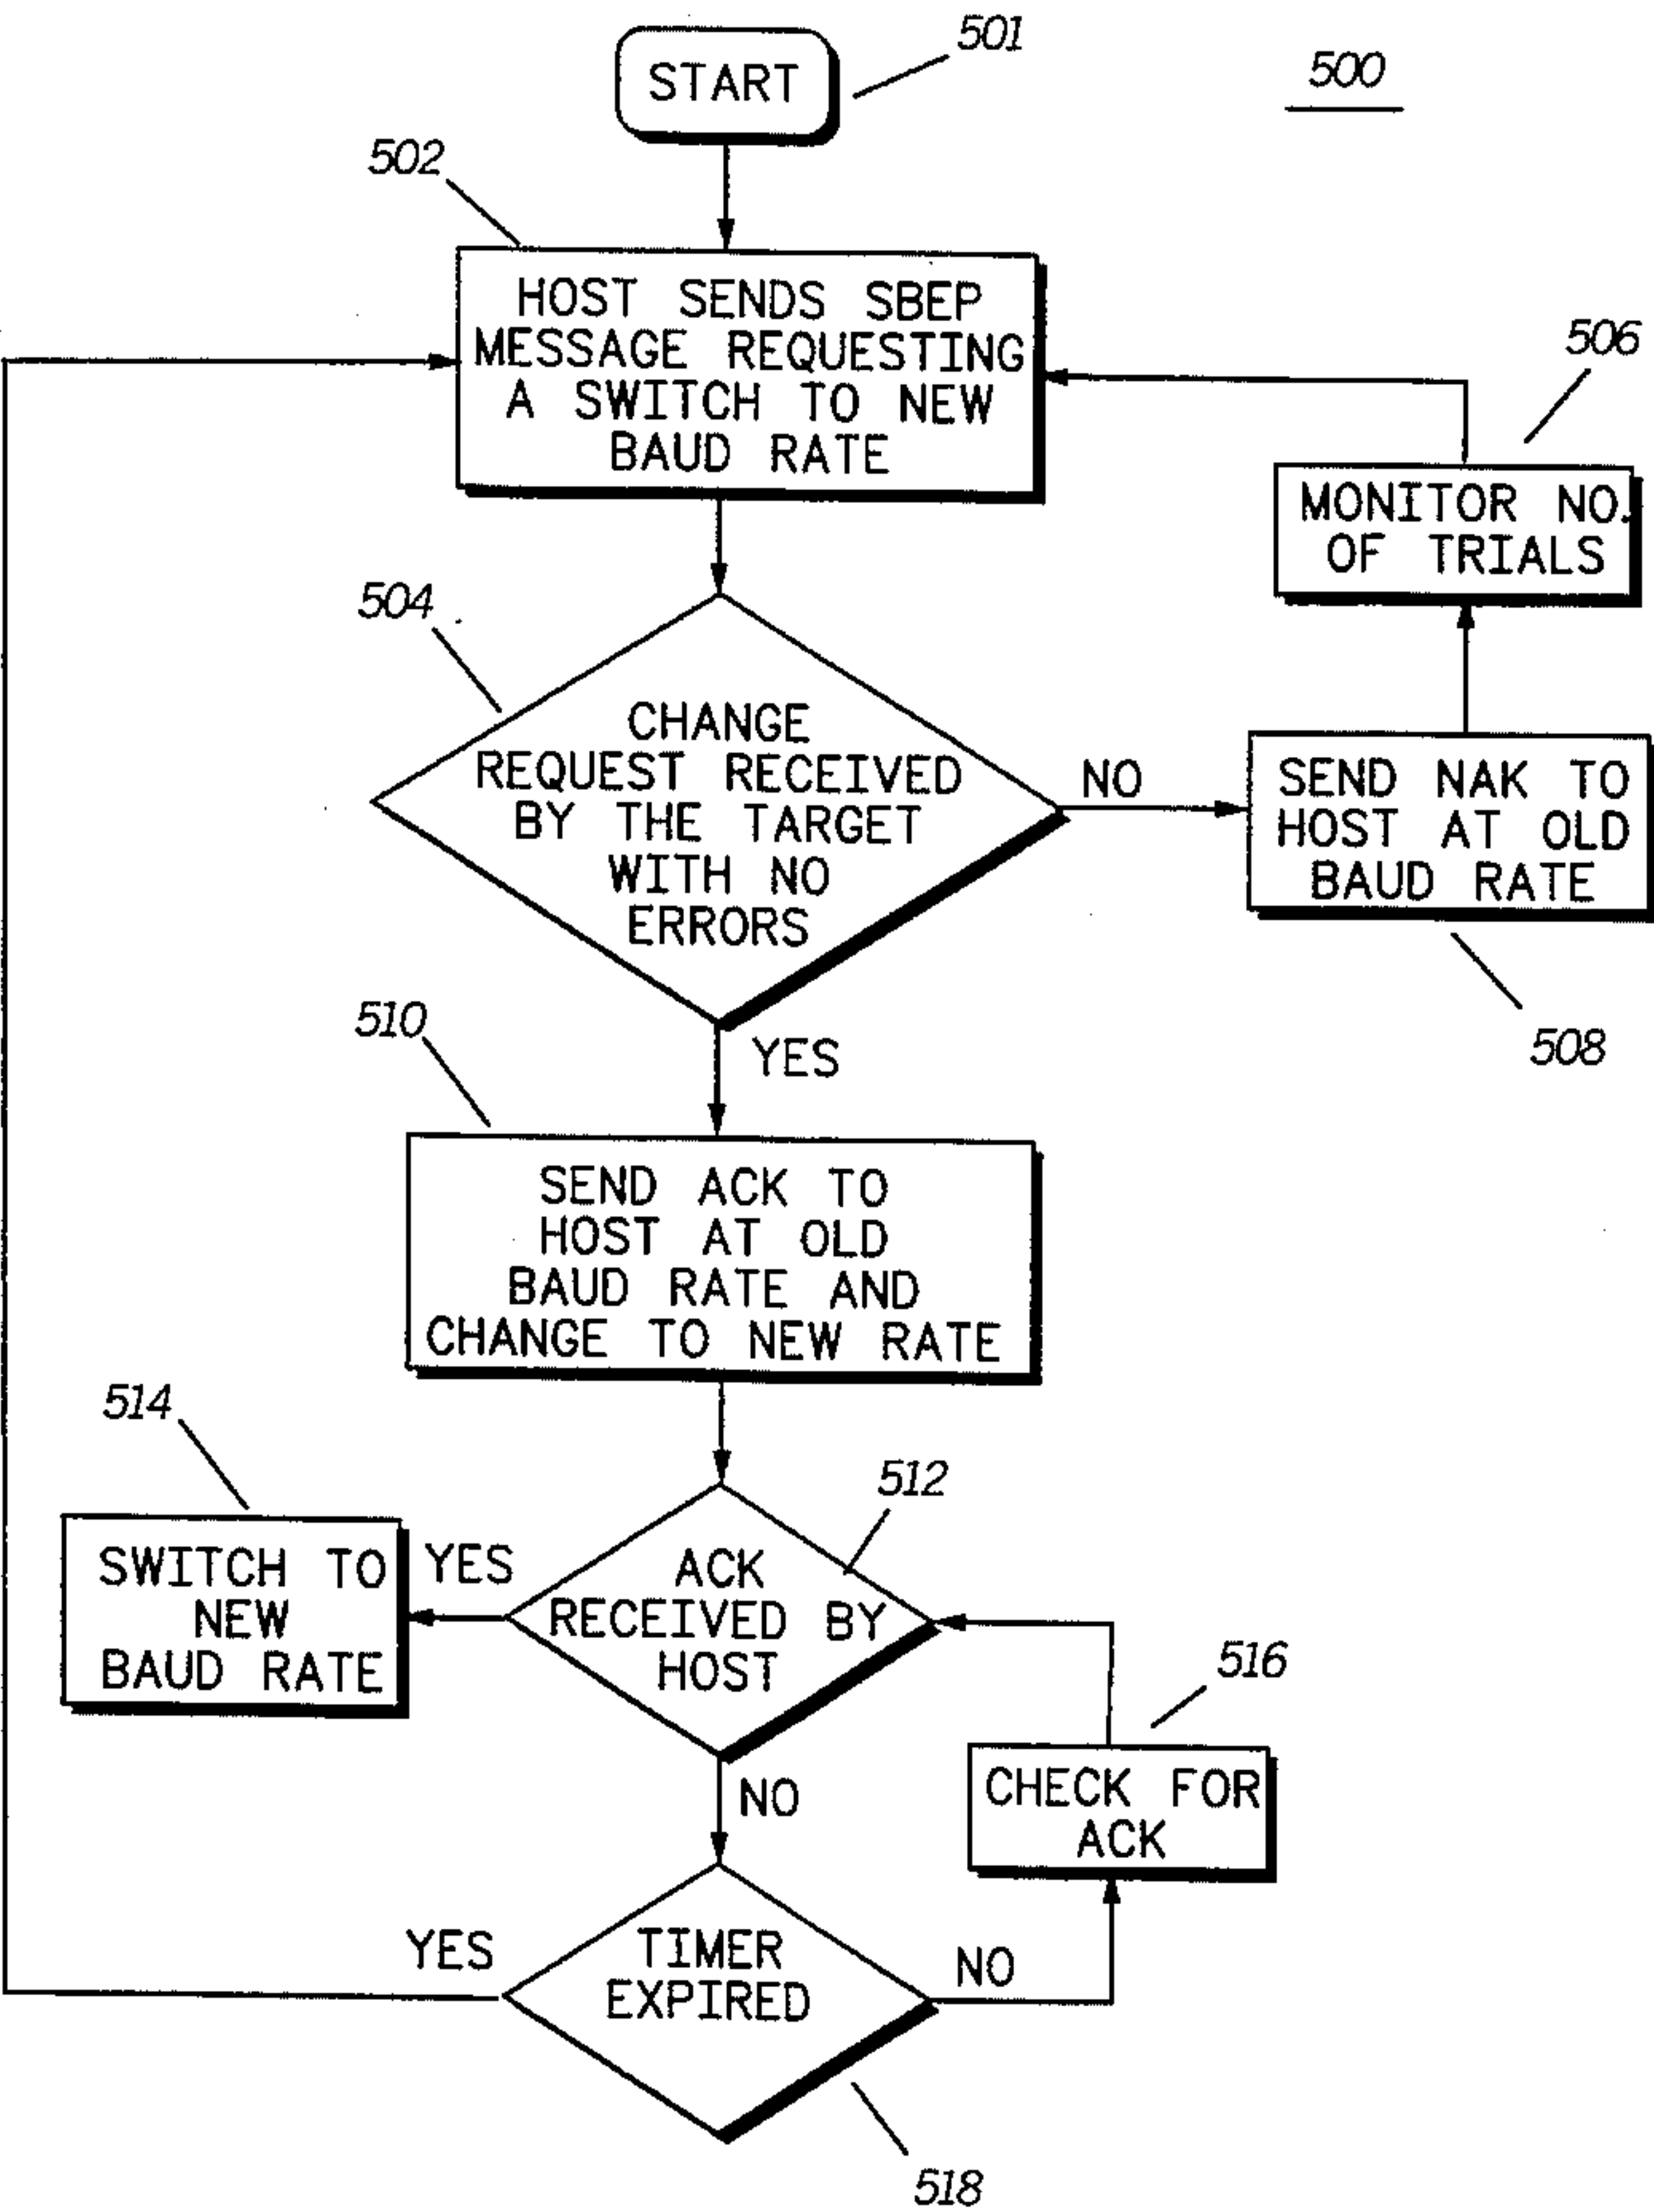 501
500
START
502
HOST SENDS SBEP
MESSAGE REQUESTING
A SWITCH TO NEW
BAUD RATE
506
MONITOR NO.
OF TRIALS
504
CHANGE
REQUEST RECEIVED
BY THE TARGET
WITH NO
ERRORS
NO
SEND NAK TO
HOST AT OLD
BAUD RATE
508
YES
510
SEND ACK TO
HOST AT OLD
BAUD RATE AND
CHANGE TO NEW RATE
514
512
SWITCH TO
NEW
BAUD RATE
YES
ACK
RECEIVED BY
HOST
516
CHECK FOR
ACK
NO
YES
TIMER
EXPIRED
NO
518